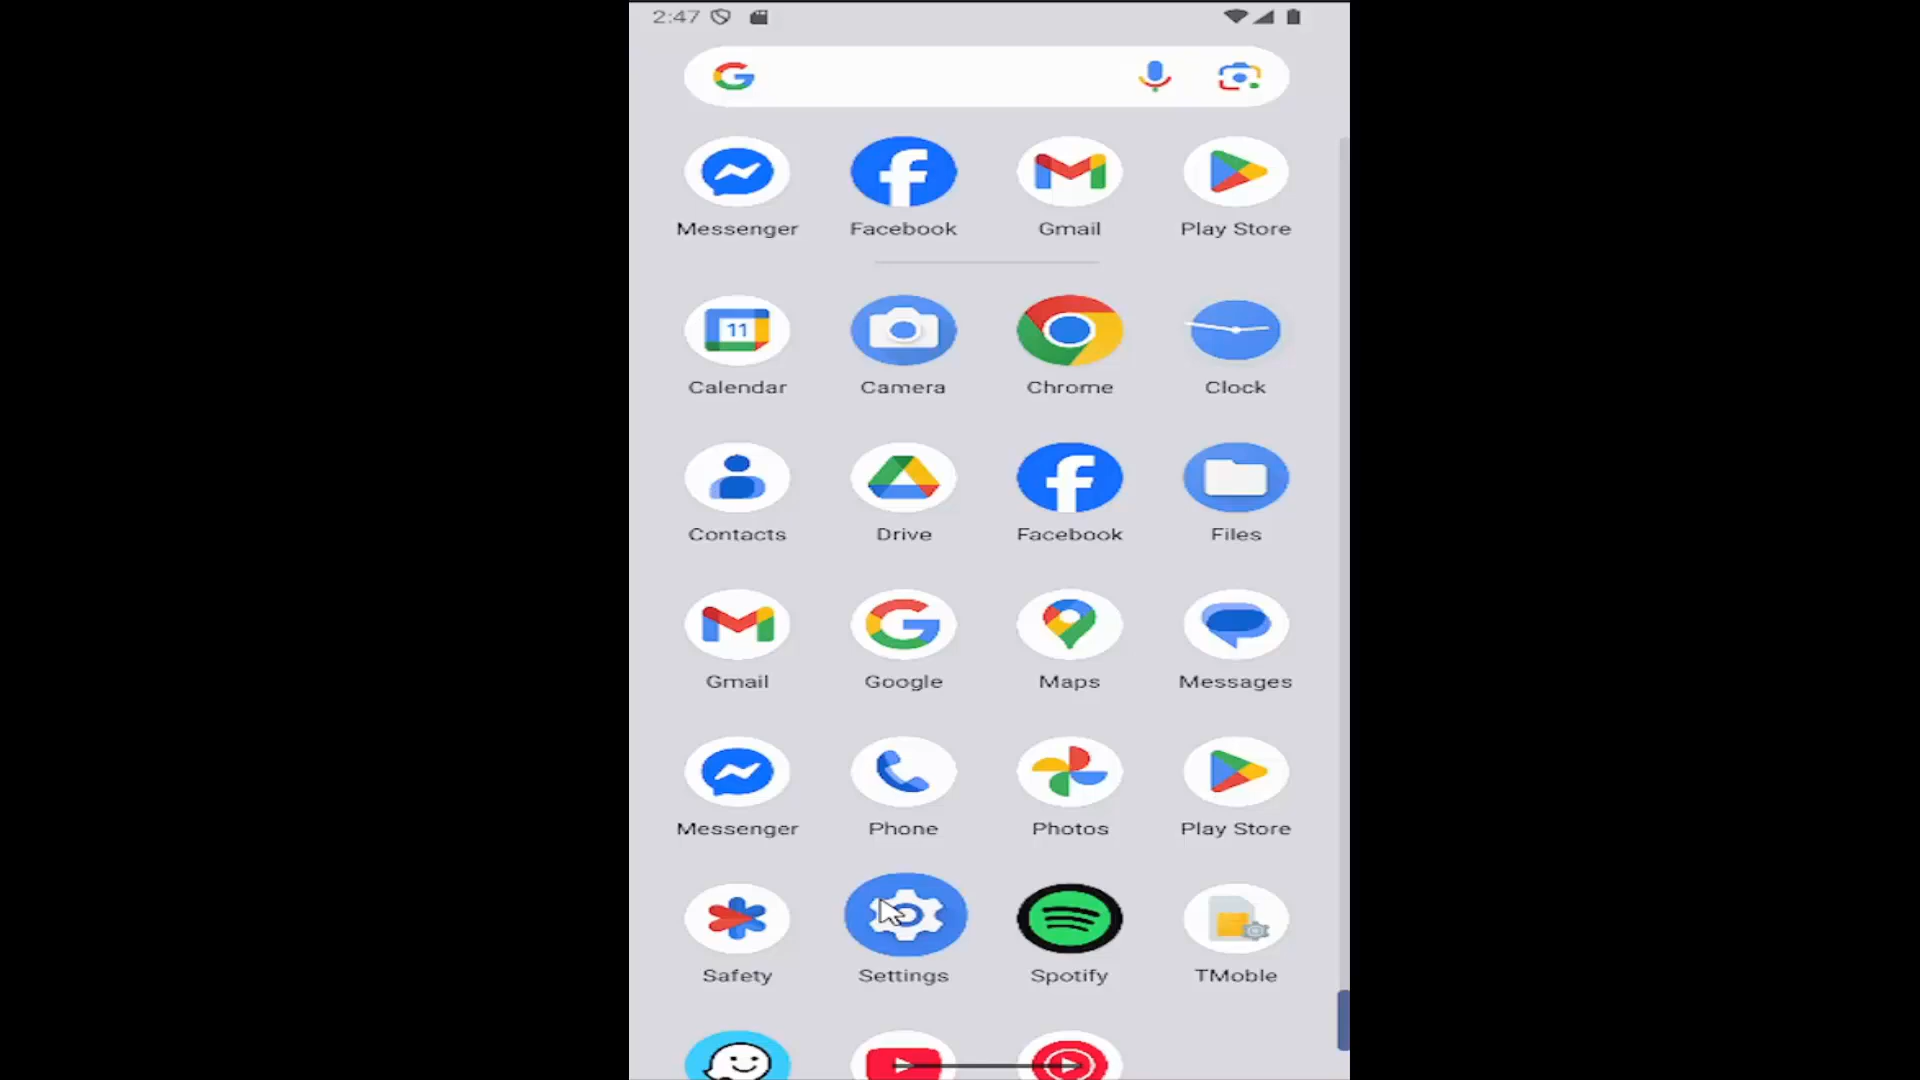 2:47
Messenger Facebook Gmail Play Store
11
Calendar Camera Chrome Clock
Contacts Drive Facebook Files
Gmail Google Maps Messages
Messenger Phone Photos Play Store
Safety Settings Spotify TMoble